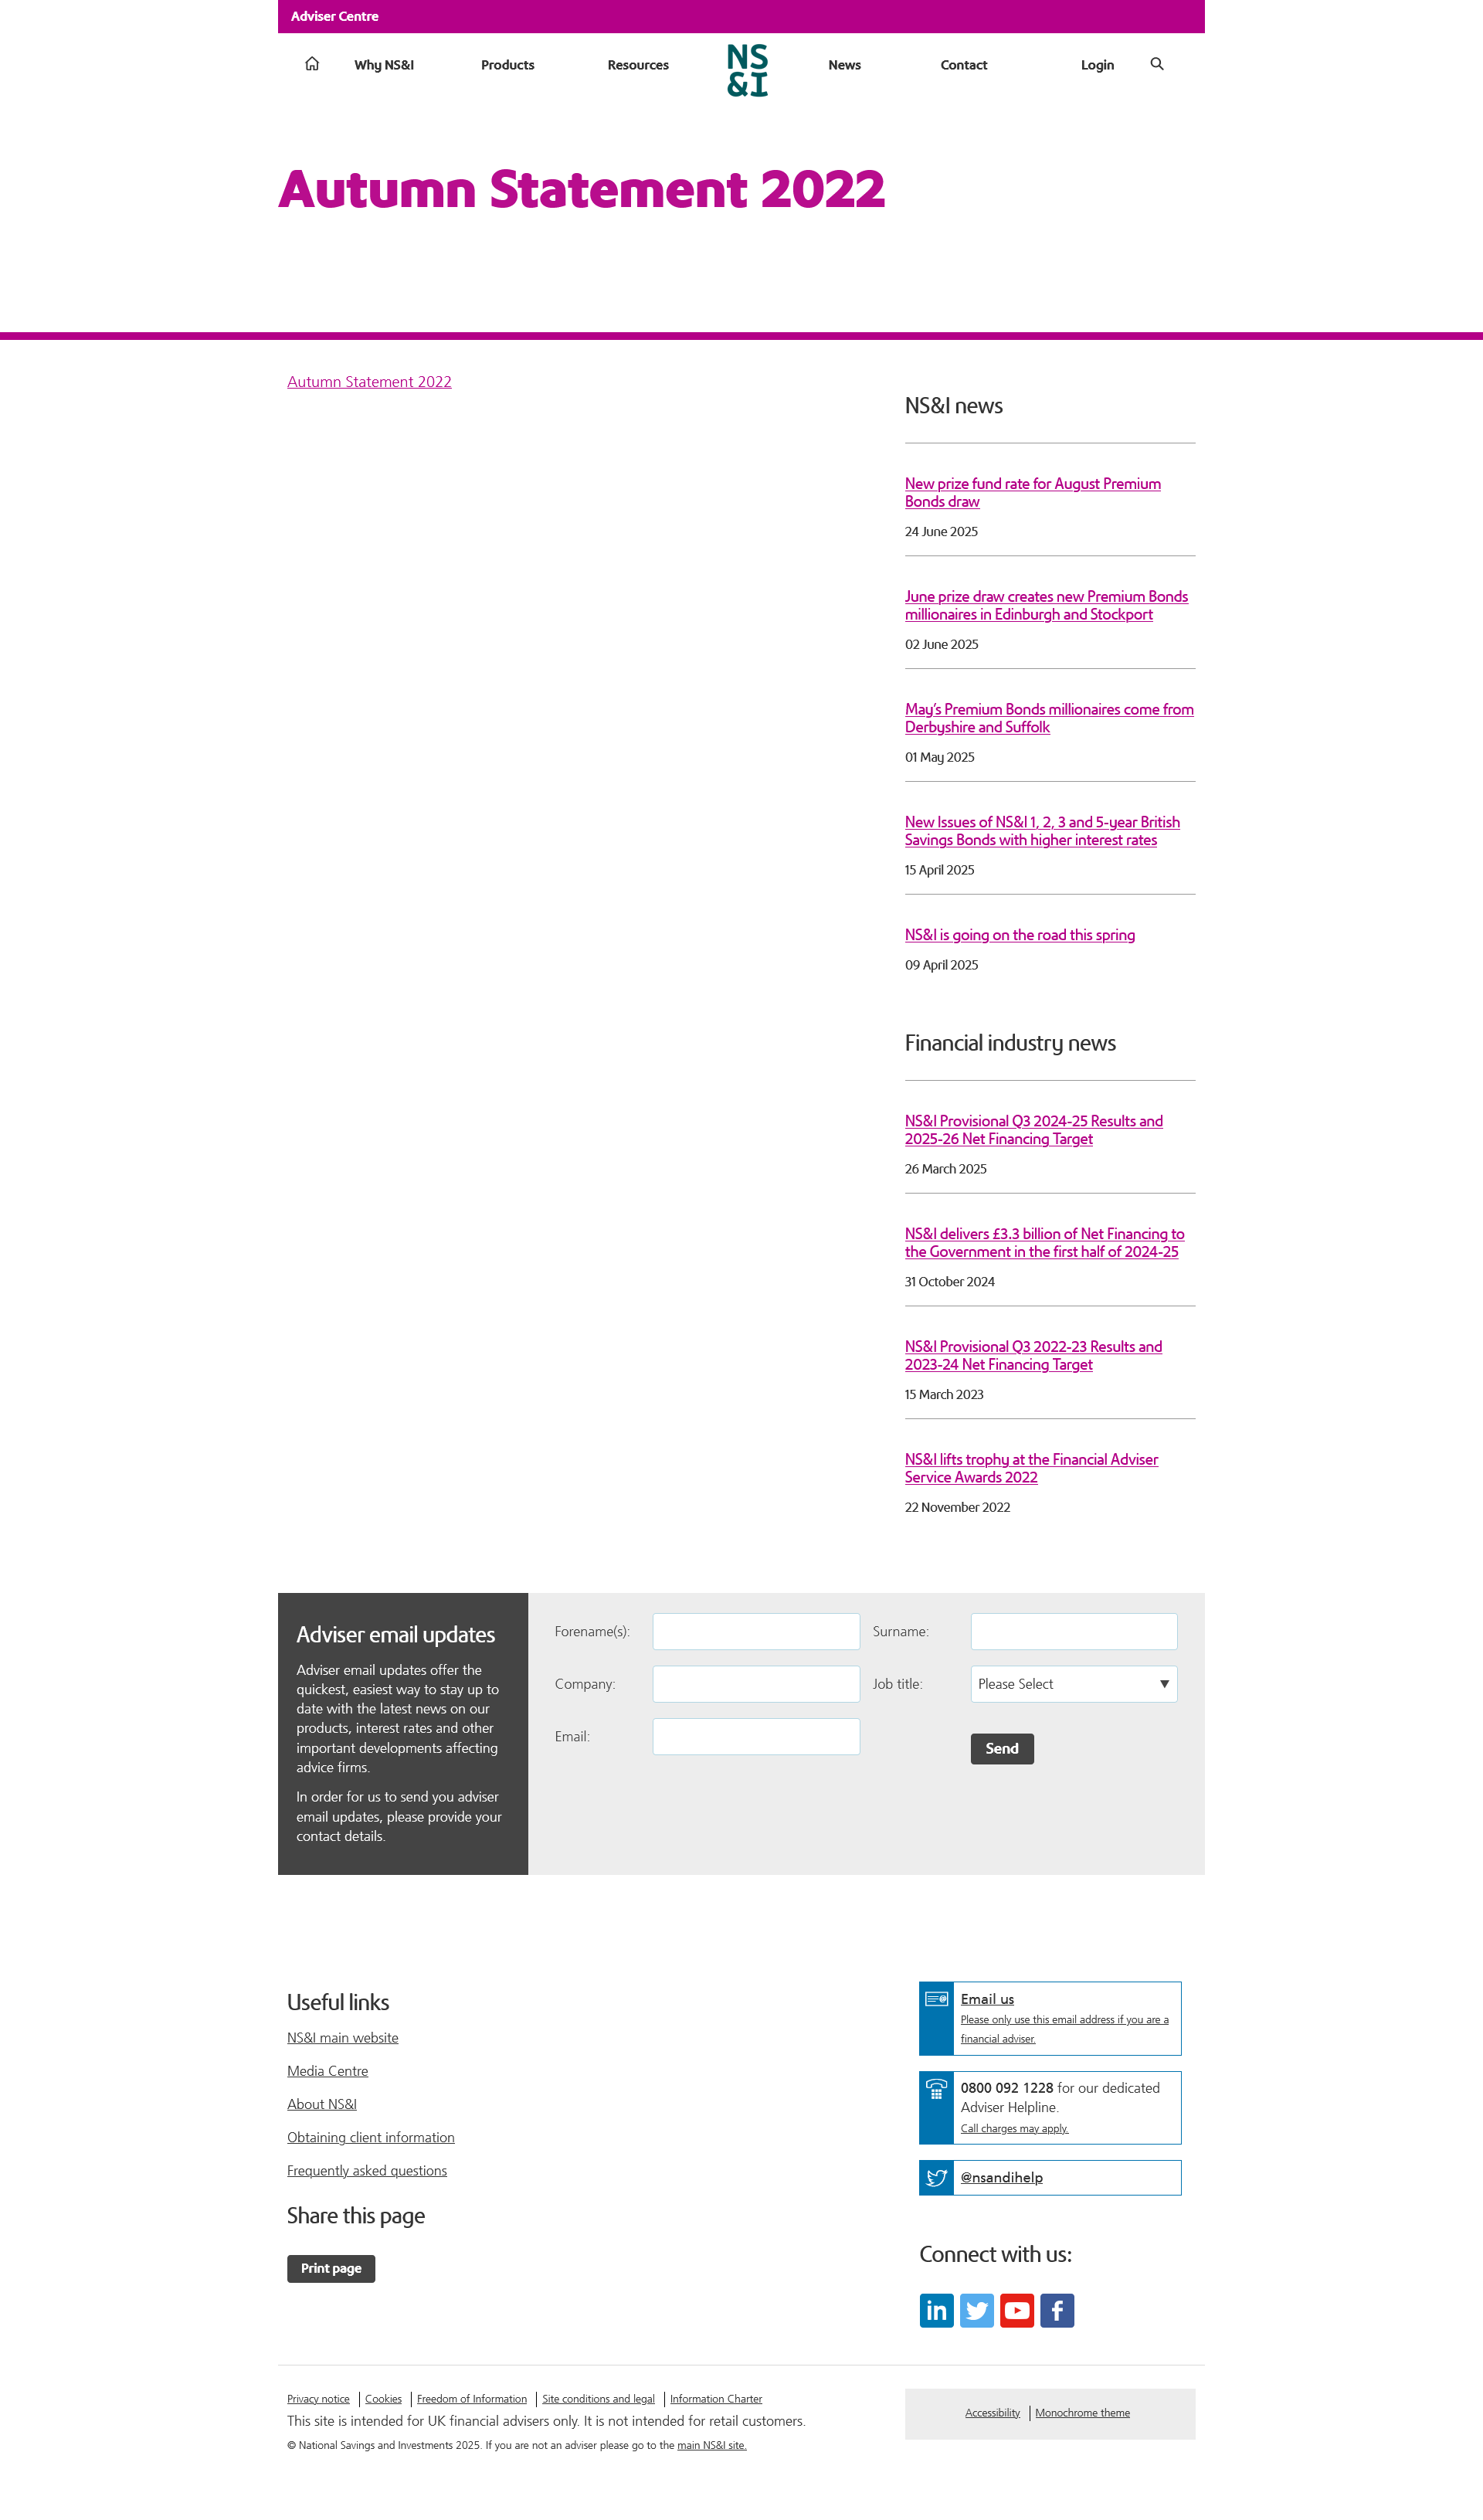 Adviser Centre
Why NS&I
Products
Resources
NS
&I
News
Contact
Login
Autumn Statement 2022
Autumn Statement 2022
NS&I news
New prize fund rate for August Premium
Bonds draw
24 June 2025
June prize draw creates new Premium Bonds
millionaires in Edinburgh and Stockport
02 June 2025
May's Premium Bonds millionaires come from
Derbyshire and Suffolk
01 May 2025
New Issues of NS&I 1, 2, 3 and 5-year British
Savings Bonds with higher interest rates
15 April 2025
NS&I is going on the road this spring
09 April 2025
Financial industry news
NS&I Provisional Q3 2024-25 Results and
2025-26 Net Financing Target
26 March 2025
NS&I delivers £3.3 billion of Net Financing to
the Government in the first half of 2024-25
31 October 2024
NS&I Provisional Q3 2022-23 Results and
2023-24 Net Financing Target
15 March 2023
NS&I lifts trophy at the Financial Adviser
Service Awards 2022
22 November 2022
Adviser email updates
Adviser email updates offer the
quickest, easiest way to stay up to
date with the latest news on our
products, interest rates and other
important developments affecting
advice firms.
In order for us to send you adviser
email updates, please provide your
contact details.
Forename(s):
Surname:
Company:
Job title:
Please Select
Email:
Send
Useful links
NS&I main website
Media Centre
About NS&I
Obtaining client information
Frequently asked questions
Share this page
Print page
Email us
Please only use this email address if you are a
financial adviser.
0800 092 1228 for our dedicated
Adviser Helpline.
Call charges may apply.
@nsandihelp
Connect with us:
Privacy notice
Cookies
Freedom of Information
Site conditions and legal
Information Charter
This site is intended for UK financial advisers only. It is not intended for retail customers.
© National Savings and Investments 2025. If you are not an adviser please go to the main NS&I site.
Accessibility
Monochrome theme